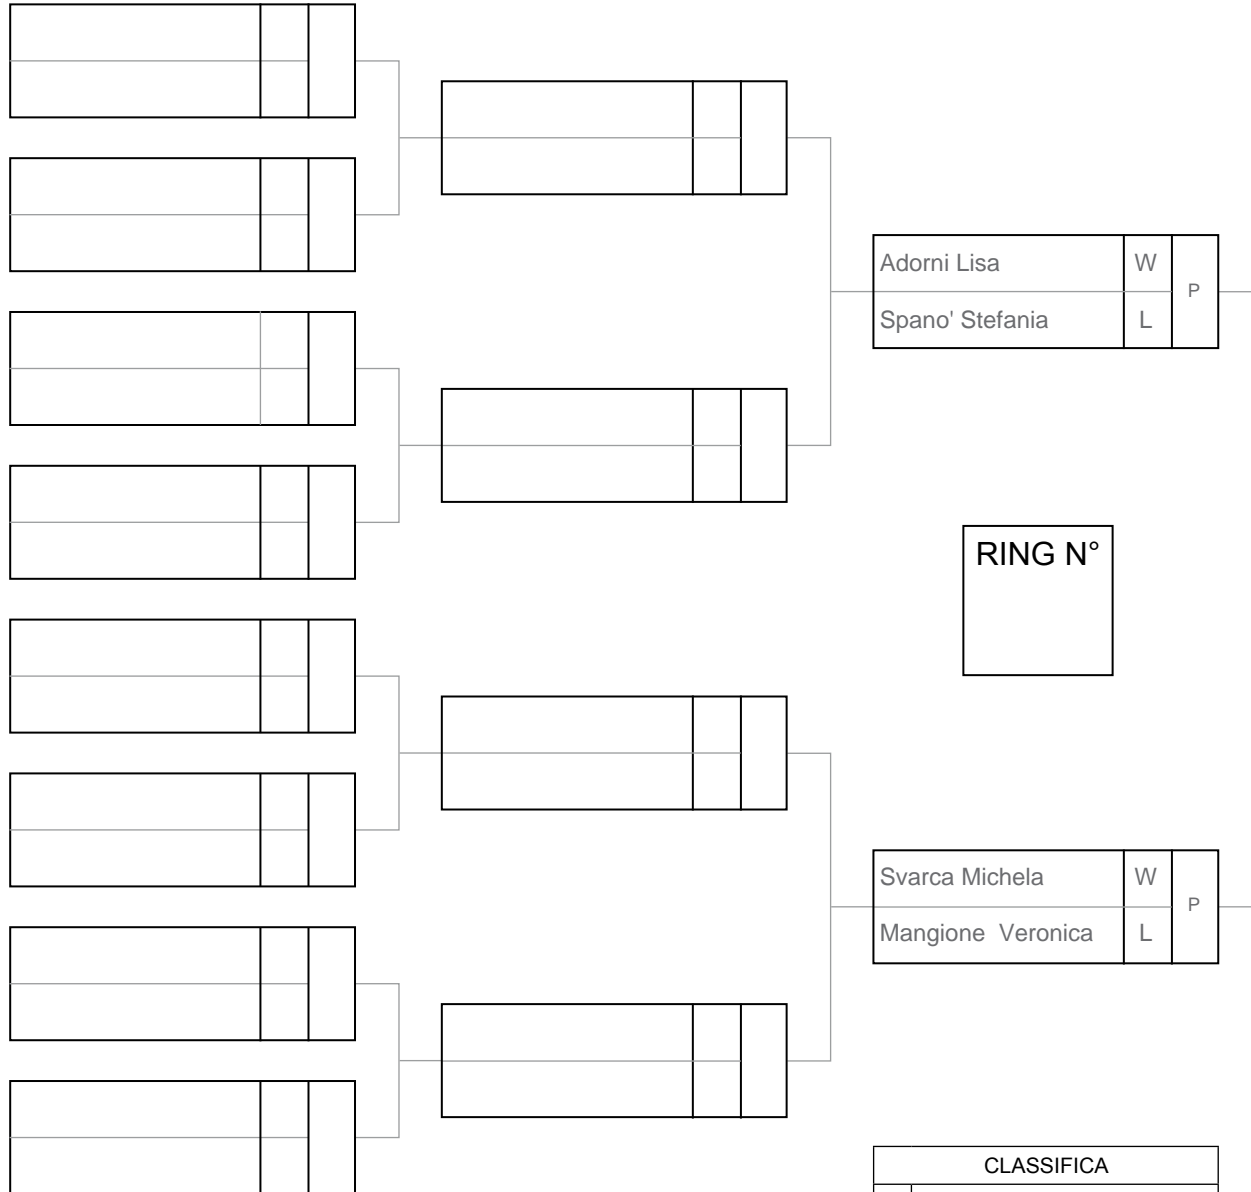 Adorni Lisa W
P
Spano' Stefania L
RING N°
Svarca Michela W
P
Mangione Veronica L
CLASSIFICA